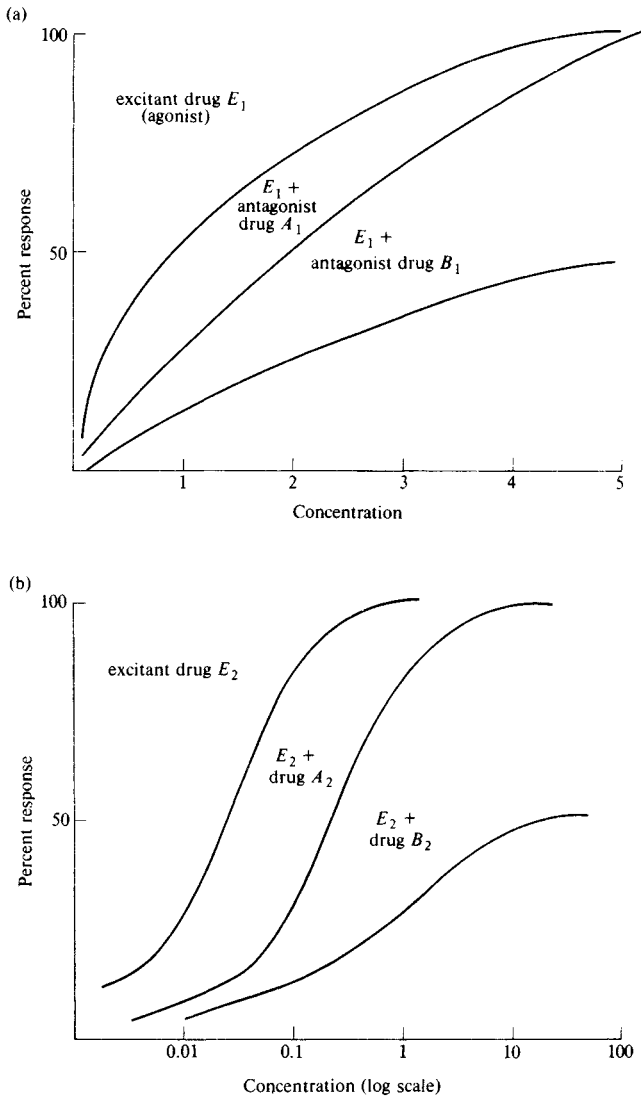 (a)
100
excitant drug E1
(agonist)
E1 +
antagonist
drug A1
E1 +
antagonist drug B1
50
Percent response
1 2 3 4 5
Concentration
(b)
100
excitant drug E2
E2 +
drug A2
E2 +
drug B2
50
Percent response
0.01 0.1 1 10 100
Concentration (log scale)